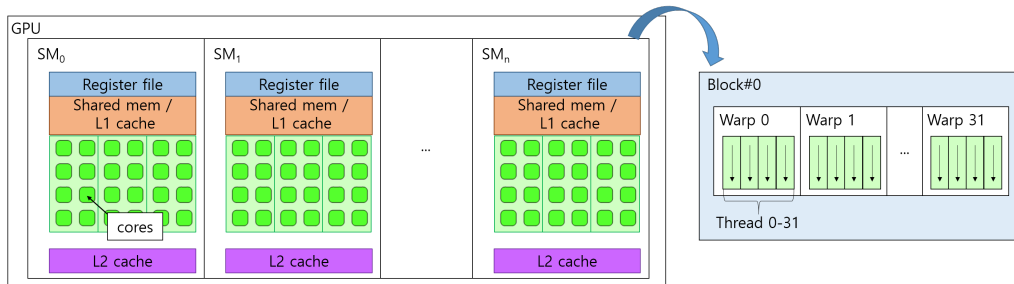 GPU
SM0
Register file
Shared mem /
L1 cache
cores
L2 cache
SM1
Register file
Shared mem /
L1 cache
L2 cache
...
SMn
Register file
Shared mem /
L1 cache
L2 cache
Block#0
Warp 0
Warp 1
...
Warp 31
Thread 0-31